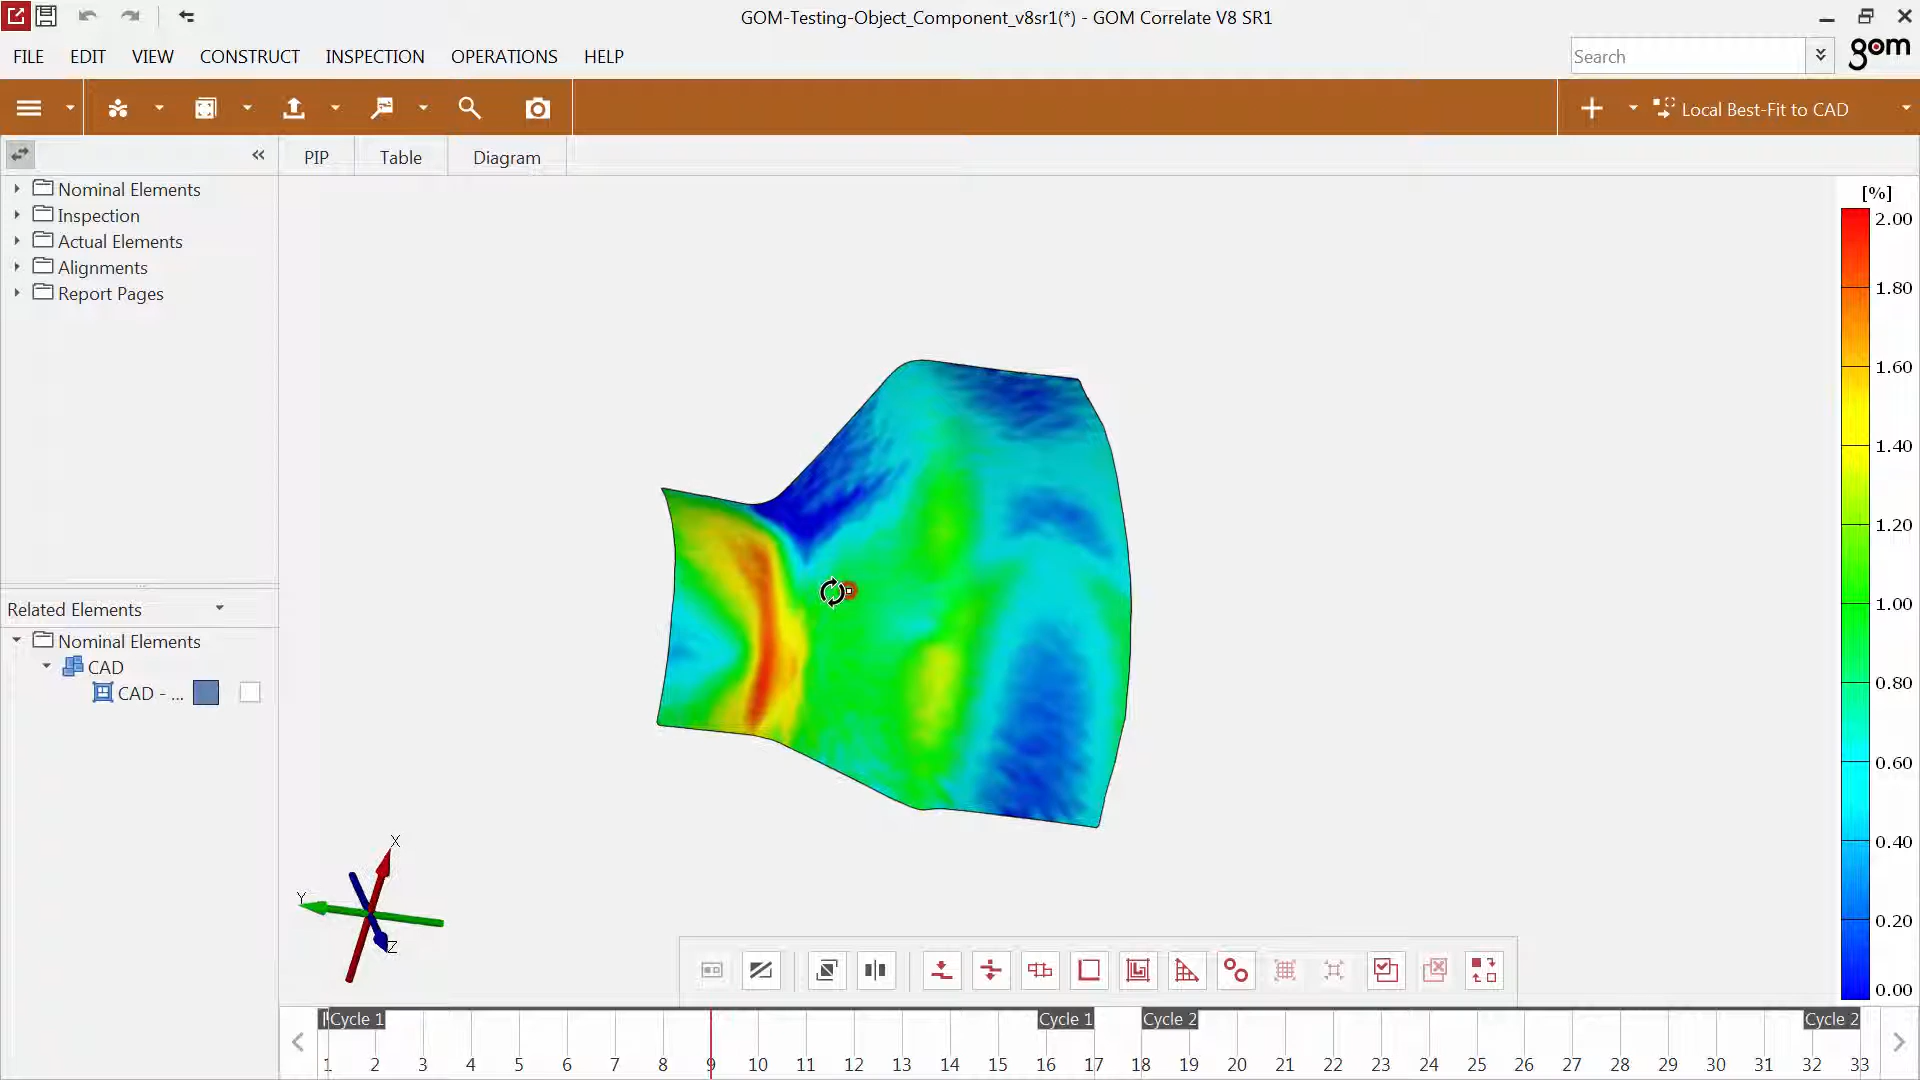 GOM-Testing-Object_Component_v8sr1(*) - GOM Correlate V8 SR1
FILE EDIT VIEW CONSTRUCT INSPECTION OPERATIONS HELP
Search
gom
Local Best-Fit to CAD
PIP Table Diagram
Nominal Elements
Inspection
Actual Elements
Alignments
Report Pages
Related Elements
Nominal Elements
CAD
CAD - ...
[%]
2.00
1.80
1.60
1.40
1.20
1.00
0.80
0.60
0.40
0.20
0.00
X
Y
Z
Cycle 1 Cycle 1 Cycle 2 Cycle 2
1 2 3 4 5 6 7 8 9 10 11 12 13 14 15 16 17 18 19 20 21 22 23 24 25 26 27 28 29 30 31 32 33